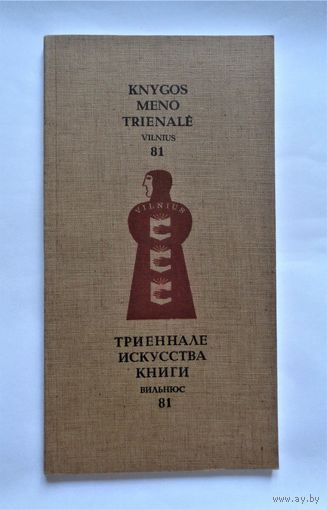 KNYGOS
MENO
TRIENALĖ
VILNIUS
81
VILNIUS
ТРИЕННАЛЕ
ИСКУССТВА
КНИГИ
ВИЛЬНЮС
81
© www.ay.by